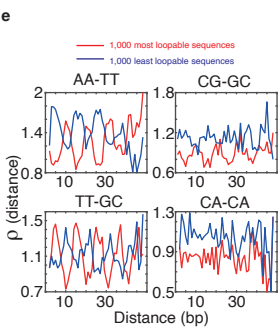 e
1,000 most loopable sequences
1,000 least loopable sequences
AA-TT
CG-GC
2
1.4
0.8
1.8
1.2
0.6
10
30
10
30
TT-GC
CA-CA
1.5
1.1
0.7
1.3
0.9
0.5
10
30
10
30
ρ (distance)
Distance (bp)